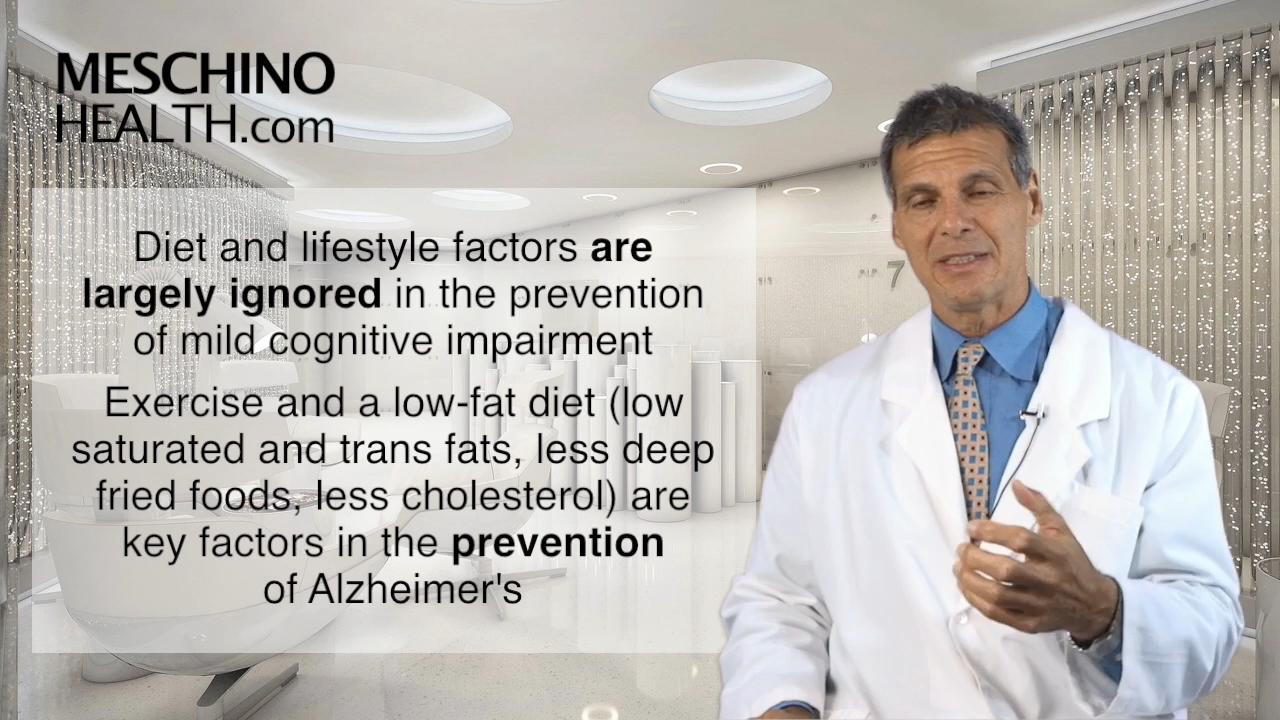 MESCHINO
HEALTH.com
7
Diet and lifestyle factors are
largely ignored in the prevention
of mild cognitive impairment
Exercise and a low-fat diet (low
saturated and trans fats, less deep
fried foods, less cholesterol) are
key factors in the prevention
of Alzheimer's